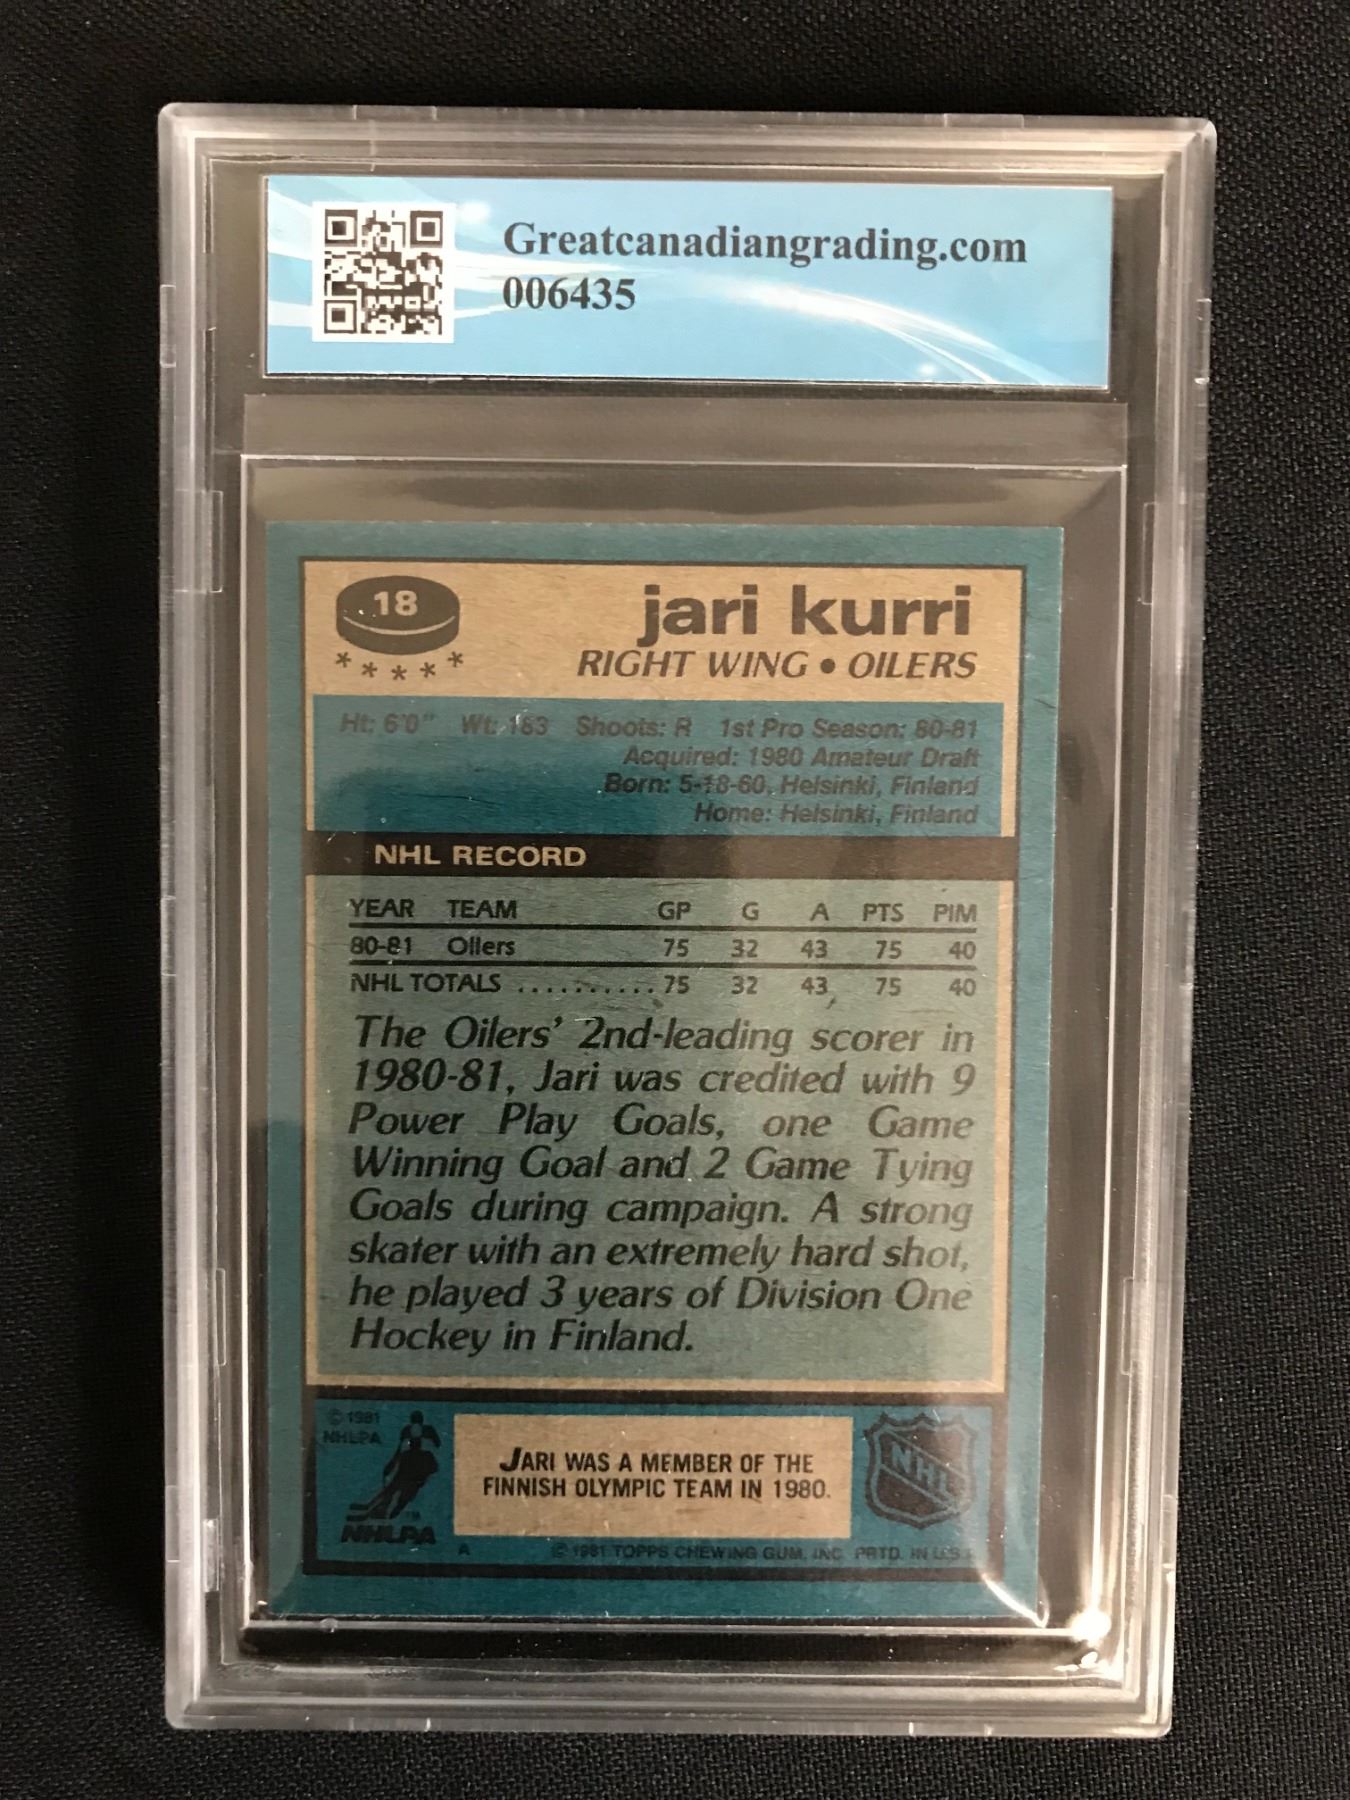 Greatcanadiangrading.com
006435
18
jari kurri
RIGHT WING • OILERS
Ht: 6'0" Wt: 183 Shoots: R 1st Pro Season: 80-81
Acquired: 1980 Amateur Draft
Born: 5-18-60, Helsinki, Finland
Home: Helsinki, Finland
NHL RECORD
YEAR TEAM GP G A PTS PIM
80-81 Oilers 75 32 43 75 40
NHL TOTALS .......... 75 32 43 75 40
The Oilers' 2nd-leading scorer in
1980-81, Jari was credited with 9
Power Play Goals, one Game
Winning Goal and 2 Game Tying
Goals during campaign. A strong
skater with an extremely hard shot,
he played 3 years of Division One
Hockey in Finland.
© 1981
NHLPA
NHLPA
JARI WAS A MEMBER OF THE
FINNISH OLYMPIC TEAM IN 1980.
NHL
A © 1981 TOPPS CHEWING GUM, INC. PRTD. IN U.S.A.